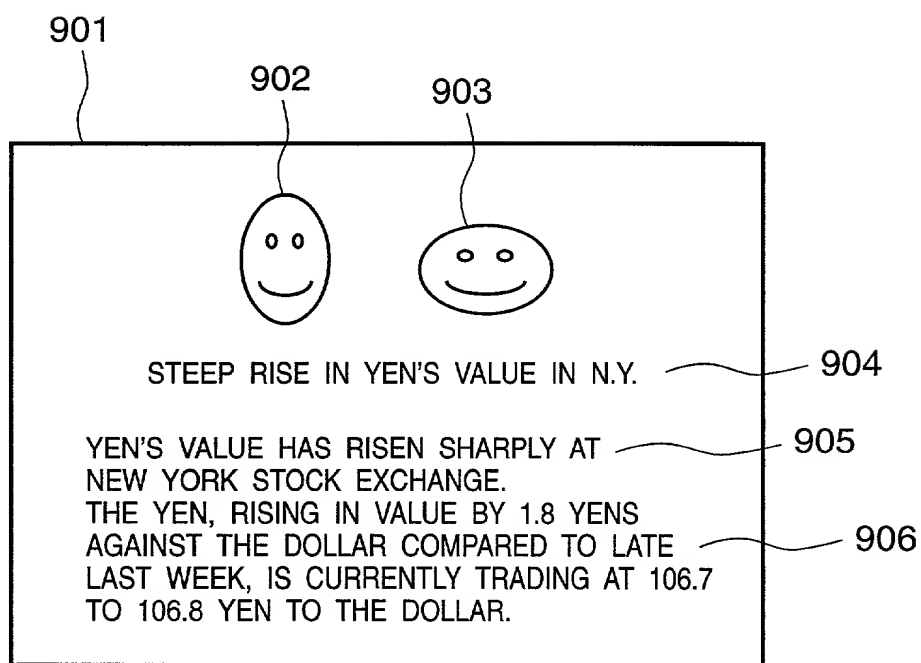 901
902
903
STEEP RISE IN YEN'S VALUE IN N.Y.
904
YEN'S VALUE HAS RISEN SHARPLY AT
905
NEW YORK STOCK EXCHANGE.
THE YEN, RISING IN VALUE BY 1.8 YENS
AGAINST THE DOLLAR COMPARED TO LATE
906
LAST WEEK, IS CURRENTLY TRADING AT 106.7
TO 106.8 YEN TO THE DOLLAR.